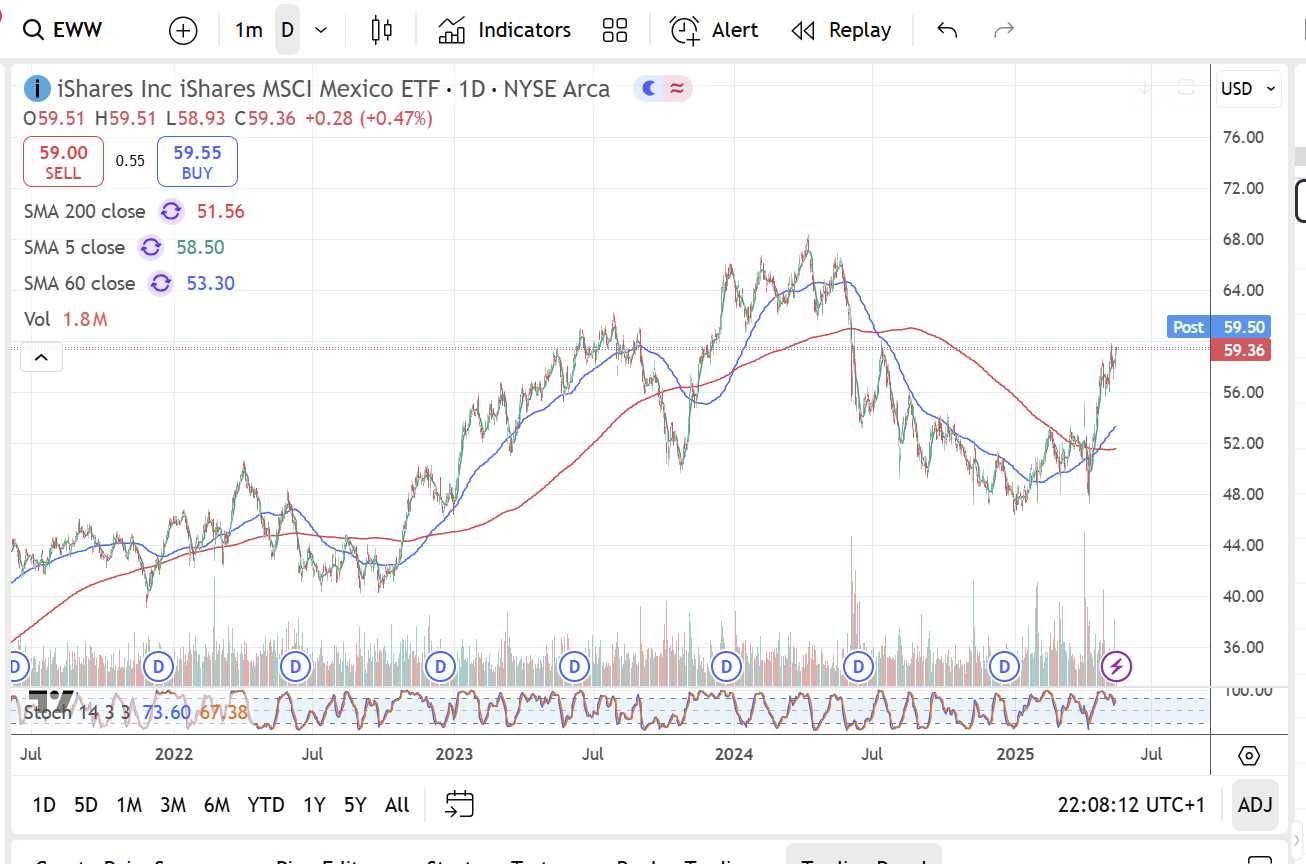 EWW 1m D Indicators Alert Replay
iShares Inc iShares MSCI Mexico ETF · 1D · NYSE Arca
USD
O59.51 H59.51 L58.93 C59.36 +0.28 (+0.47%)
59.00 SELL
0.55
59.55 BUY
SMA 200 close 51.56
SMA 5 close 58.50
SMA 60 close 53.30
Vol 1.8M
76.00
72.00
68.00
64.00
Post 59.50
59.36
56.00
52.00
48.00
44.00
40.00
36.00
D D D D D D D D
100.00
Stoch 14 3 3 73.60 67.38
Jul 2022 Jul 2023 Jul 2024 Jul 2025 Jul
1D 5D 1M 3M 6M YTD 1Y 5Y All 22:08:12 UTC+1 ADJ